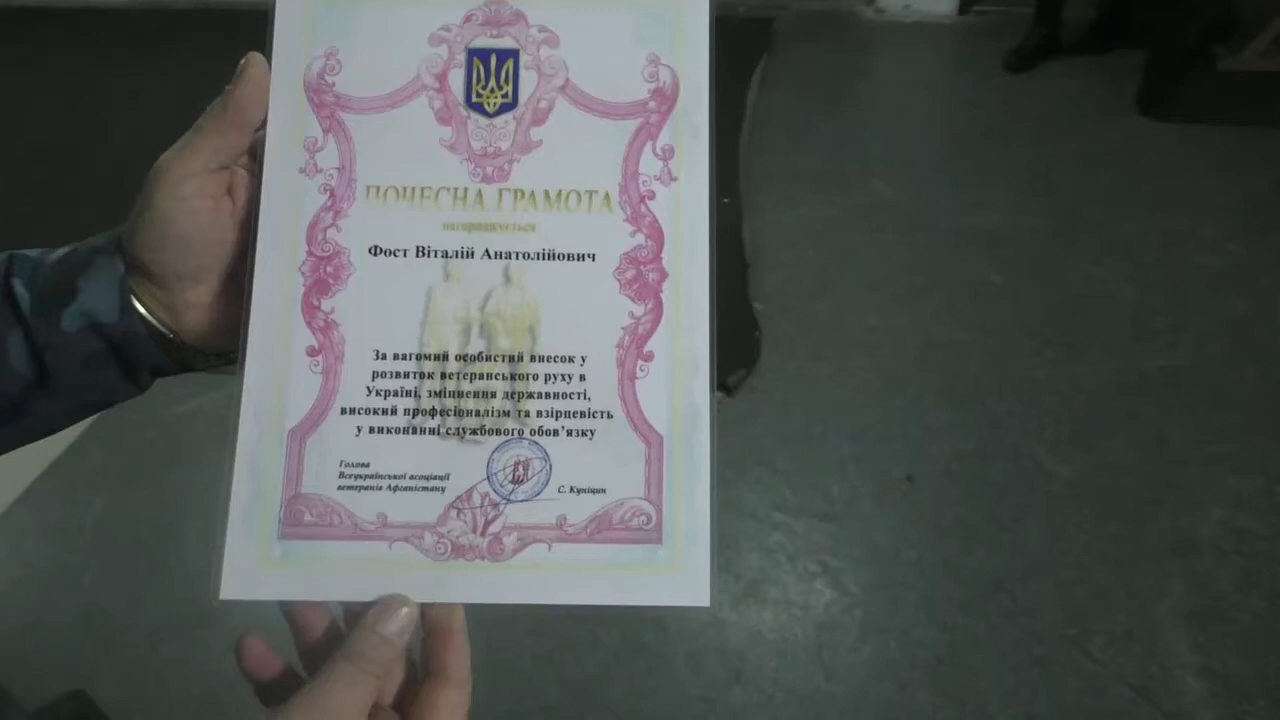 ПОЧЕСНА ГРАМОТА
нагороджується
Фост Віталій Анатолійович
За вагомий особистий внесок у
розвиток ветеранського руху в
Україні, зміцнення державності,
високий професіоналізм та взірцевість
у виконанні службового обов’язку
Голова
Всеукраїнської асоціації
ветеранів Афганістану
С. Куніцин